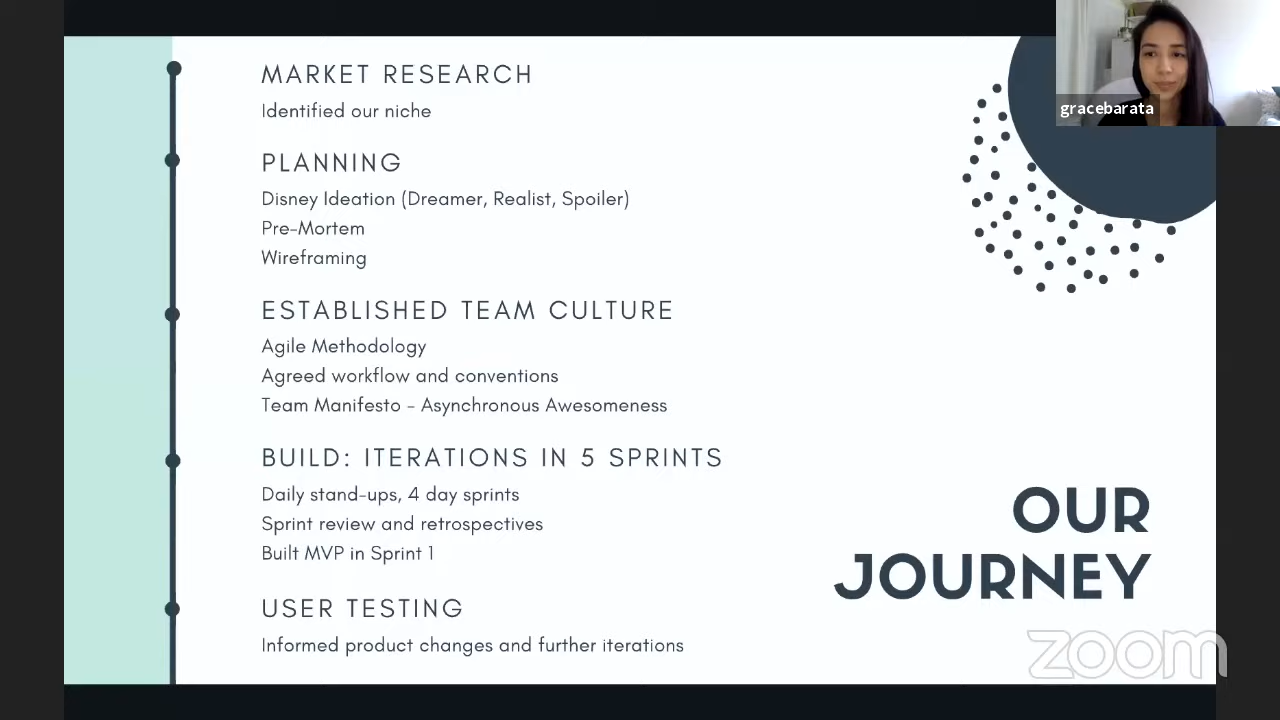 MARKET RESEARCH
Identified our niche
PLANNING
Disney Ideation (Dreamer, Realist, Spoiler)
Pre-Mortem
Wireframing
ESTABLISHED TEAM CULTURE
Agile Methodology
Agreed workflow and conventions
Team Manifesto - Asynchronous Awesomeness
BUILD: ITERATIONS IN 5 SPRINTS
Daily stand-ups, 4 day sprints
Sprint review and retrospectives
Built MVP in Sprint 1
USER TESTING
Informed product changes and further iterations
OUR
JOURNEY
gracebarata
zoom